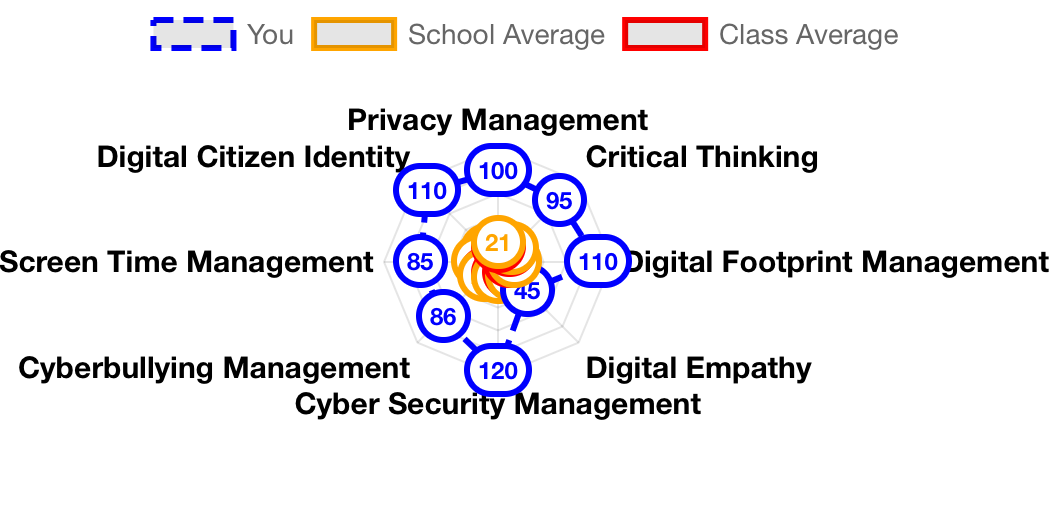 You School Average Class Average
Privacy Management
Digital Citizen Identity Critical Thinking
100
110
95
21
Screen Time Management 85 110 Digital Footprint Management
45
86
Cyberbullying Management 120 Digital Empathy
Cyber Security Management